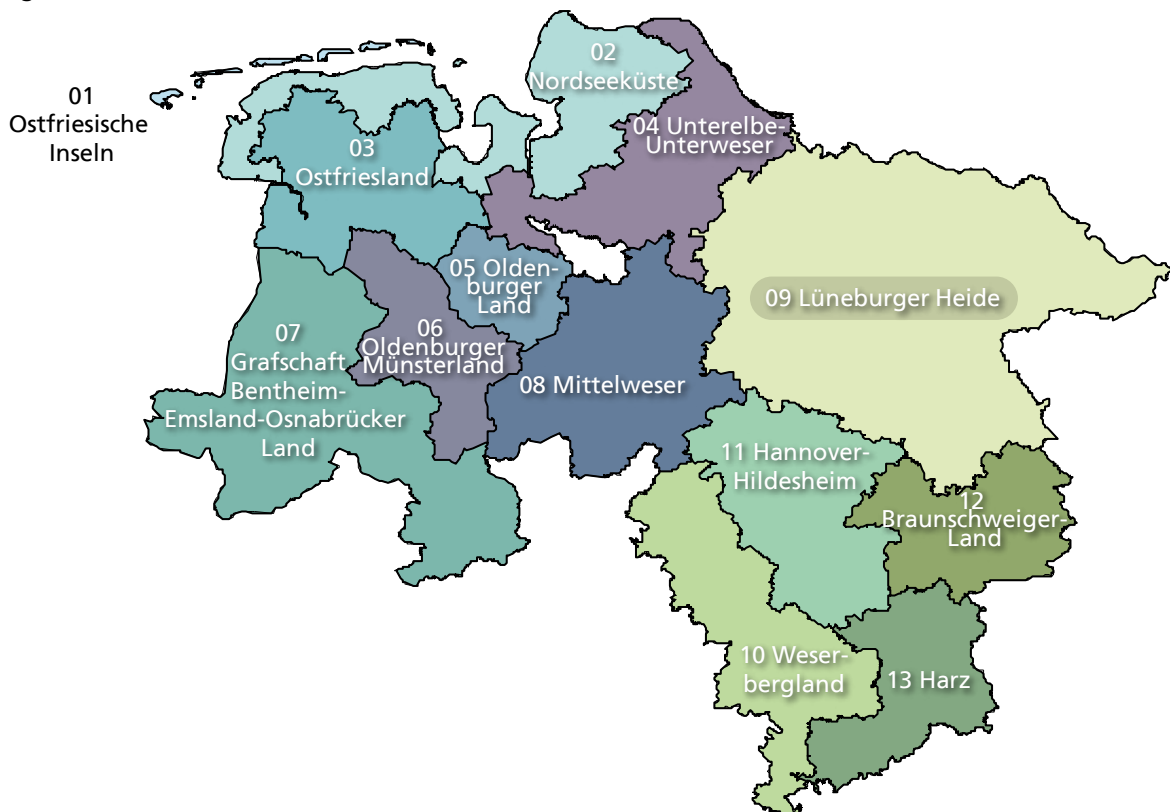 01
Ostfriesische
Inseln
02
Nordseeküste
03
Ostfriesland
04 Unterelbe-
Unterweser
05 Olden-
burger
Land
06
Oldenburger
Münsterland
07
Grafschaft
Bentheim-
Emsland-Osnabrücker
Land
08 Mittelweser
09 Lüneburger Heide
10 Weser-
bergland
11 Hannover-
Hildesheim
12
Braunschweiger-
Land
13 Harz